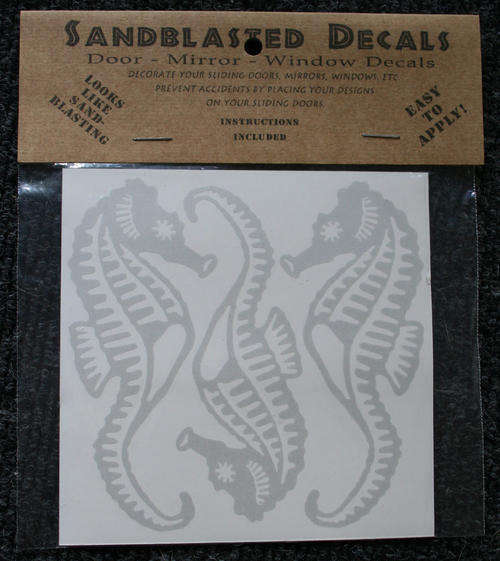 SANDBLASTED DECALS
DOOR - MIRROR - WINDOW DECALS
DECORATE YOUR SLIDING DOORS, MIRRORS, WINDOWS, ETC
PREVENT ACCIDENTS BY PLACING YOUR DESIGNS
ON YOUR SLIDING DOORS.
LOOKS
LIKE
SAND-
BLASTING
INSTRUCTIONS
INCLUDED
EASY
TO
APPLY!